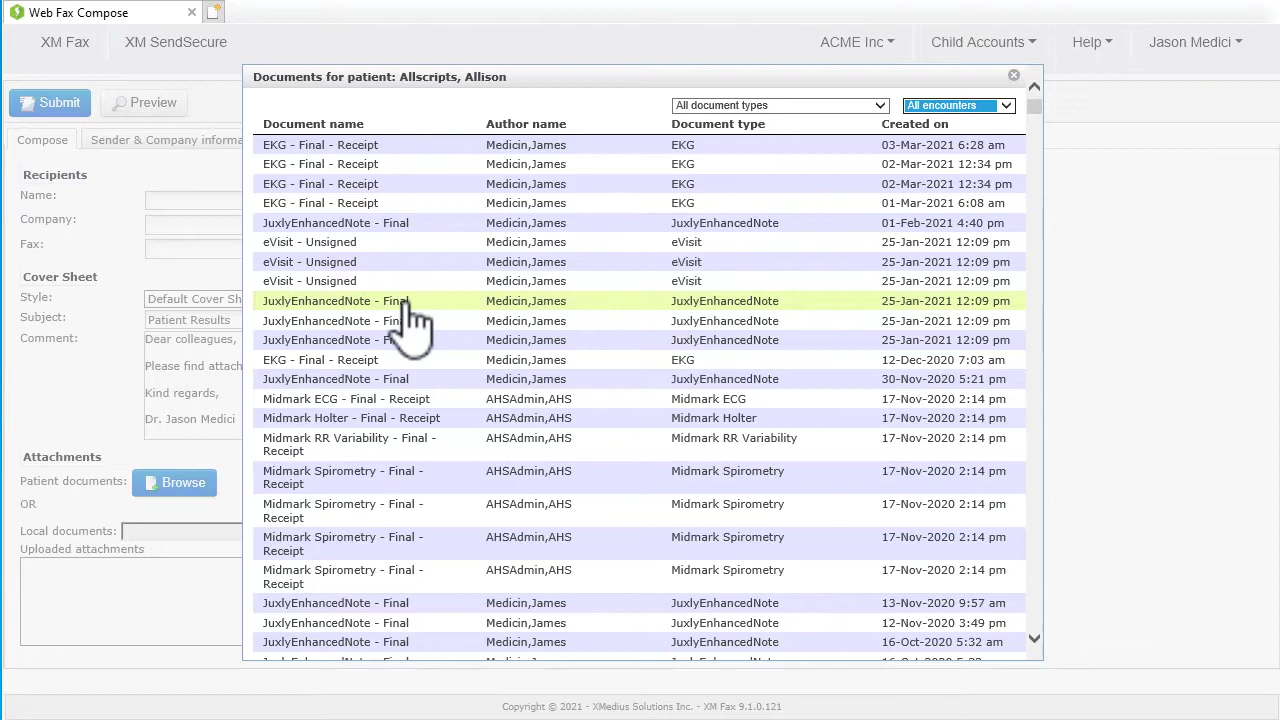 Web Fax Compose
XM Fax XM SendSecure ACME Inc Child Accounts Help Jason Medici
Documents for patient: Allscripts, Allison
Submit Preview
All document types All encounters
Document name Author name Document type Created on
Compose Sender & Company informa
EKG - Final - Receipt Medicin,James EKG 03-Mar-2021 6:28 am
EKG - Final - Receipt Medicin,James EKG 02-Mar-2021 12:34 pm
EKG - Final - Receipt Medicin,James EKG 02-Mar-2021 12:34 pm
EKG - Final - Receipt Medicin,James EKG 01-Mar-2021 6:08 am
JuxlyEnhancedNote - Final Medicin,James JuxlyEnhancedNote 01-Feb-2021 4:40 pm
eVisit - Unsigned Medicin,James eVisit 25-Jan-2021 12:09 pm
eVisit - Unsigned Medicin,James eVisit 25-Jan-2021 12:09 pm
eVisit - Unsigned Medicin,James eVisit 25-Jan-2021 12:09 pm
JuxlyEnhancedNote - Final Medicin,James JuxlyEnhancedNote 25-Jan-2021 12:09 pm
JuxlyEnhancedNote - Fin Medicin,James JuxlyEnhancedNote 25-Jan-2021 12:09 pm
JuxlyEnhancedNote - F Medicin,James JuxlyEnhancedNote 25-Jan-2021 12:09 pm
EKG - Final - Receipt Medicin,James EKG 12-Dec-2020 7:03 am
JuxlyEnhancedNote - Final Medicin,James JuxlyEnhancedNote 30-Nov-2020 5:21 pm
Midmark ECG - Final - Receipt AHSAdmin,AHS Midmark ECG 17-Nov-2020 2:14 pm
Midmark Holter - Final - Receipt AHSAdmin,AHS Midmark Holter 17-Nov-2020 2:14 pm
Midmark RR Variability - Final - AHSAdmin,AHS Midmark RR Variability 17-Nov-2020 2:14 pm
Receipt
Midmark Spirometry - Final - AHSAdmin,AHS Midmark Spirometry 17-Nov-2020 2:14 pm
Receipt
Midmark Spirometry - Final - AHSAdmin,AHS Midmark Spirometry 17-Nov-2020 2:14 pm
Receipt
Midmark Spirometry - Final - AHSAdmin,AHS Midmark Spirometry 17-Nov-2020 2:14 pm
Receipt
Midmark Spirometry - Final - AHSAdmin,AHS Midmark Spirometry 17-Nov-2020 2:14 pm
Receipt
JuxlyEnhancedNote - Final Medicin,James JuxlyEnhancedNote 13-Nov-2020 9:57 am
JuxlyEnhancedNote - Final Medicin,James JuxlyEnhancedNote 12-Nov-2020 3:49 pm
JuxlyEnhancedNote - Final Medicin,James JuxlyEnhancedNote 16-Oct-2020 5:32 am
Recipients
Name:
Company:
Fax:
Cover Sheet
Style: Default Cover Sh
Subject: Patient Results
Comment: Dear colleagues,
Please find attach
Kind regards,
Dr. Jason Medici
Attachments
Patient documents: Browse
OR
Local documents:
Uploaded attachments
Copyright © 2021 - XMedius Solutions Inc. - XM Fax 9.1.0.121